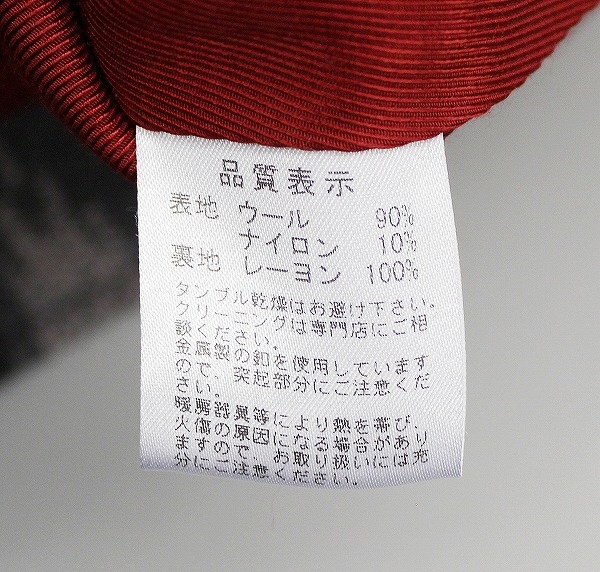 品質表示
表地 ウール 90%
ナイロン 10%
裏地 レーヨン 100%
タンブル乾燥はお避け下さい。
クリーニングは専門店にご相
談ください。
金属製の釦を使用しています
ので、突起部分にご注意くだ
さい。
暖房器具等により熱を帯び、
火傷の原因になる場合があり
ますので お取り扱いには充
分にご注意ください。